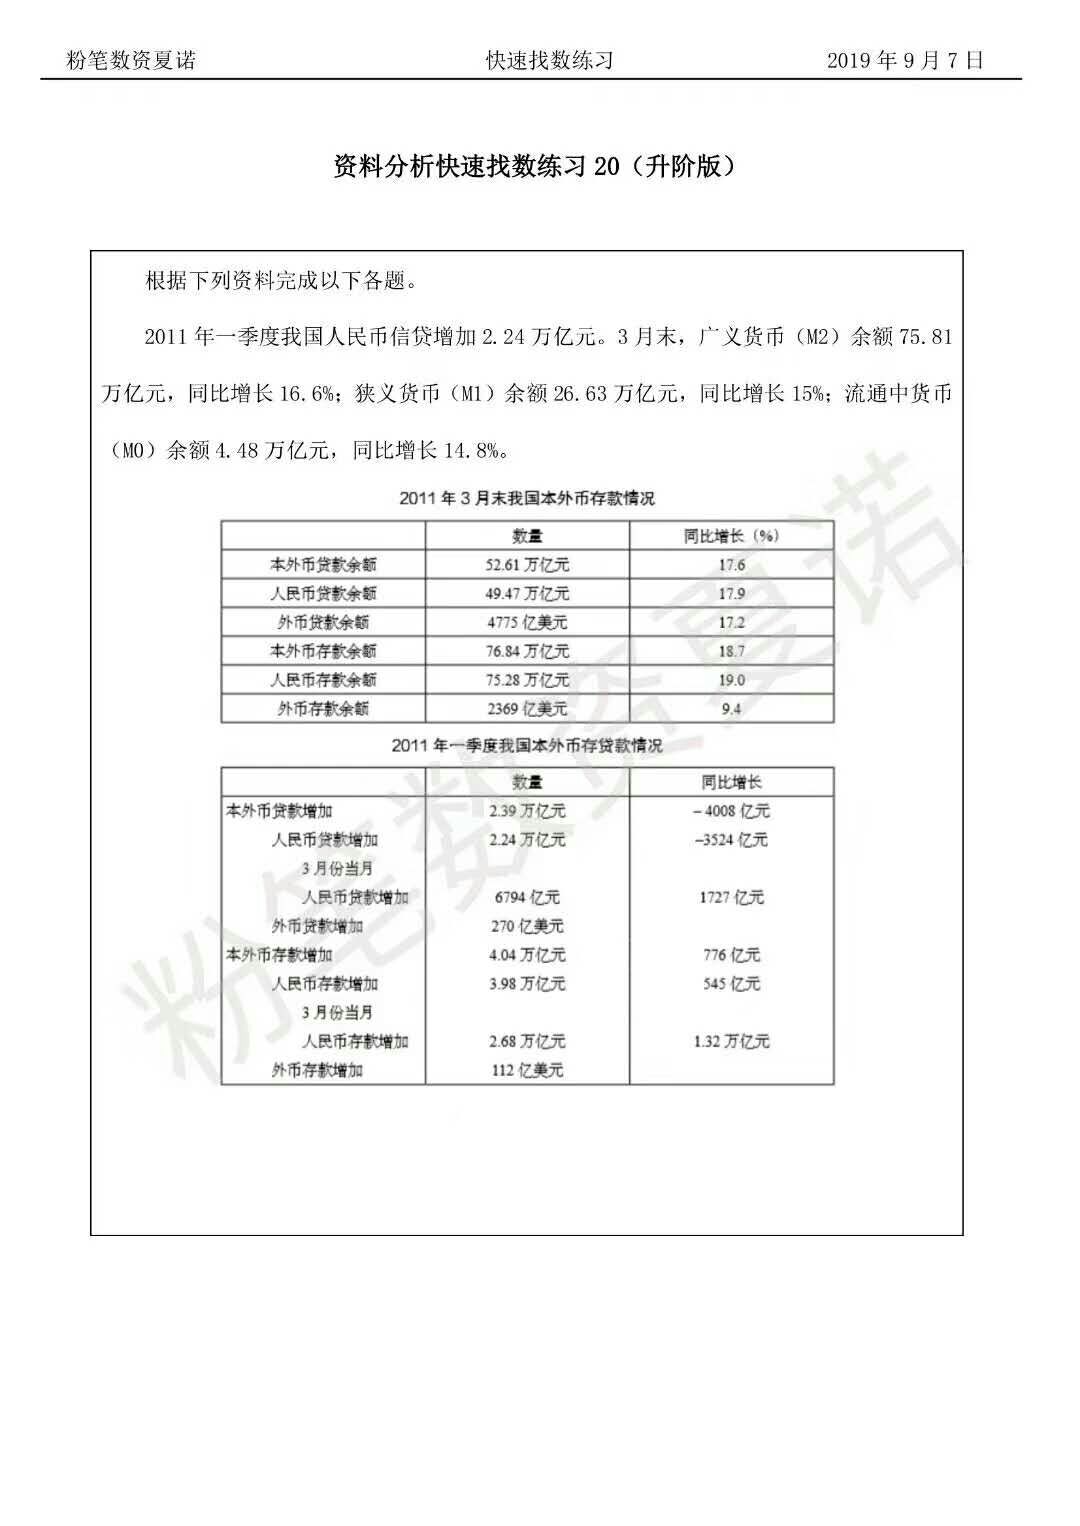 粉笔数资夏诺 快速找数练习 2019 年 9 月 7 日
资料分析快速找数练习 20（升阶版）
根据下列资料完成以下各题。
2011 年一季度我国人民币信贷增加 2.24 万亿元。3 月末，广义货币（M2）余额 75.81
万亿元，同比增长 16.6%；狭义货币（M1）余额 26.63 万亿元，同比增长 15%；流通中货币
（M0）余额 4.48 万亿元，同比增长 14.8%。
2011 年 3 月末我国本外币存款情况
数量 同比增长（%）
本外币贷款余额 52.61 万亿元 17.6
人民币贷款余额 49.47 万亿元 17.9
外币贷款余额 4775 亿美元 17.2
本外币存款余额 76.84 万亿元 18.7
人民币存款余额 75.28 万亿元 19.0
外币存款余额 2369 亿美元 9.4
2011 年一季度我国本外币存贷款情况
数量 同比增长
本外币贷款增加 2.39 万亿元 －4008 亿元
人民币贷款增加 2.24 万亿元 –3524 亿元
3 月份当月
人民币贷款增加 6794 亿元 1727 亿元
外币贷款增加 270 亿美元
本外币存款增加 4.04 万亿元 776 亿元
人民币存款增加 3.98 万亿元 545 亿元
3 月份当月
人民币存款增加 2.68 万亿元 1.32 万亿元
外币存款增加 112 亿美元
粉笔数资夏诺